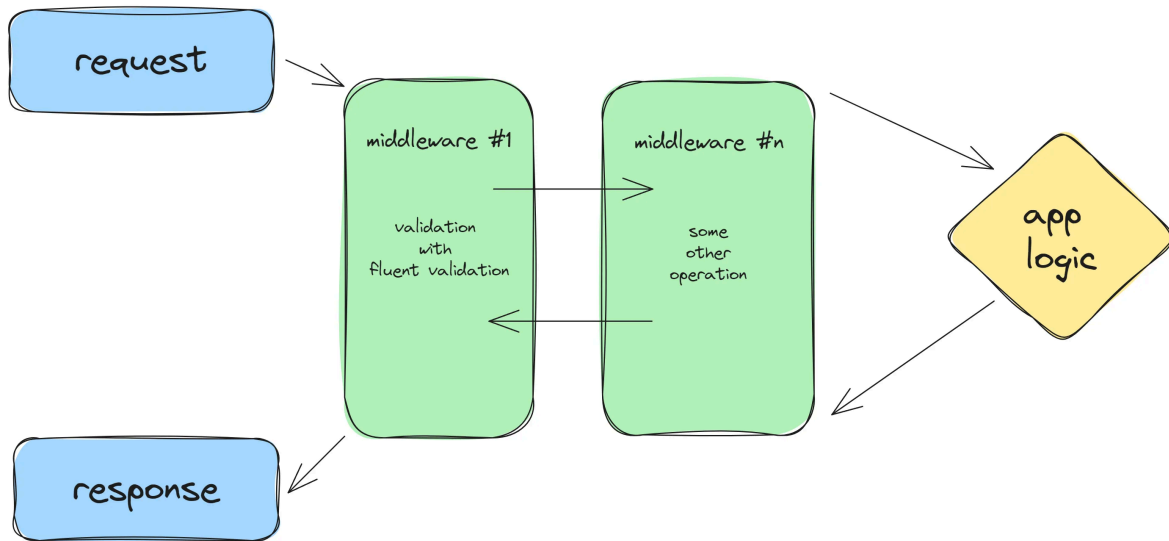 request
middleware #1
validation
with
fluent validation
middleware #n
some
other
operation
app
logic
response